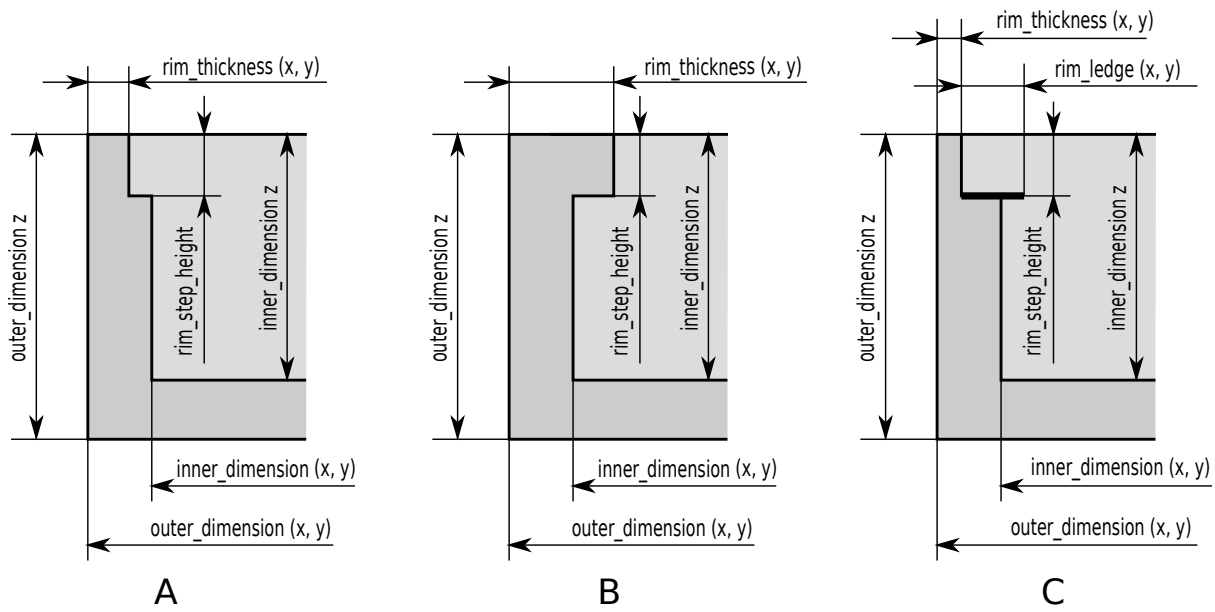 rim_thickness (x, y)
outer_dimension z
rim_step_height
inner_dimension z
inner_dimension (x, y)
outer_dimension (x, y)
A
rim_thickness (x, y)
outer_dimension z
rim_step_height
inner_dimension z
inner_dimension (x, y)
outer_dimension (x, y)
B
rim_thickness (x, y)
rim_ledge (x, y)
outer_dimension z
rim_step_height
inner_dimension z
inner_dimension (x, y)
outer_dimension (x, y)
C